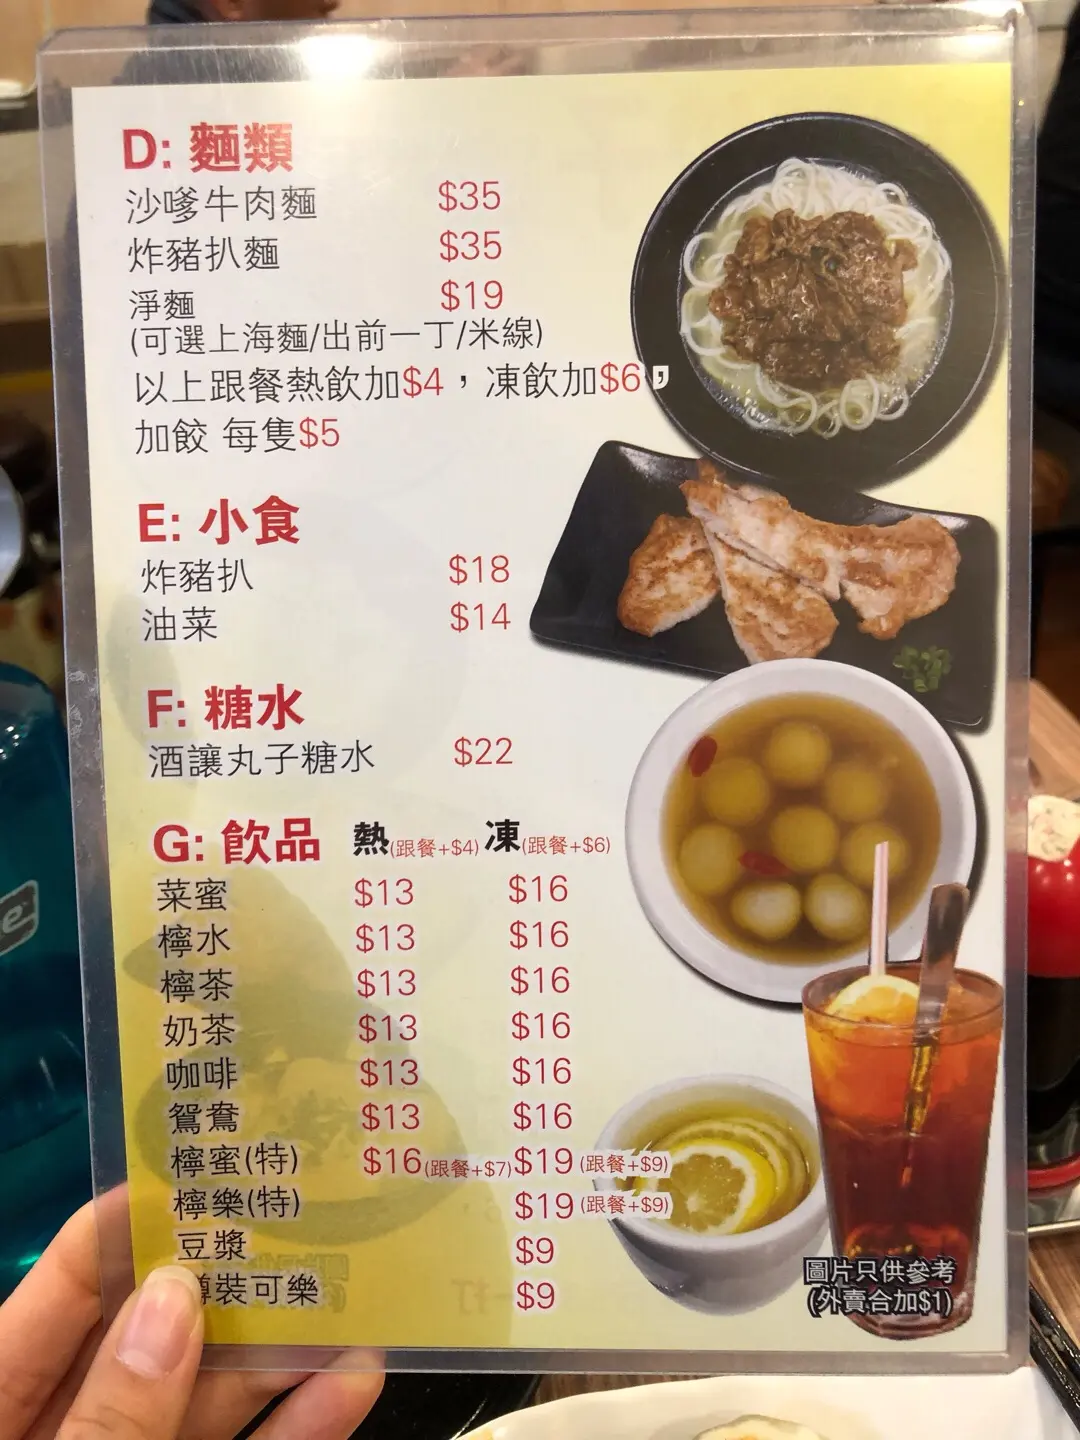 D: 麵類
沙嗲牛肉麵 $35
炸豬扒麵 $35
淨麵 $19
(可選上海麵/出前一丁/米線)
以上跟餐熱飲加$4，凍飲加$6，
加餃 每隻$5
E: 小食
炸豬扒 $18
油菜 $14
F: 糖水
酒讓丸子糖水 $22
G: 飲品 熱(跟餐+$4) 凍(跟餐+$6)
菜蜜 $13 $16
檸水 $13 $16
檸茶 $13 $16
奶茶 $13 $16
咖啡 $13 $16
鴛鴦 $13 $16
檸蜜(特) $16(跟餐+$7) $19(跟餐+$9)
檸樂(特) $19(跟餐+$9)
豆漿 $9
裝可樂 $9
圖片只供參考
(外賣合加$1)